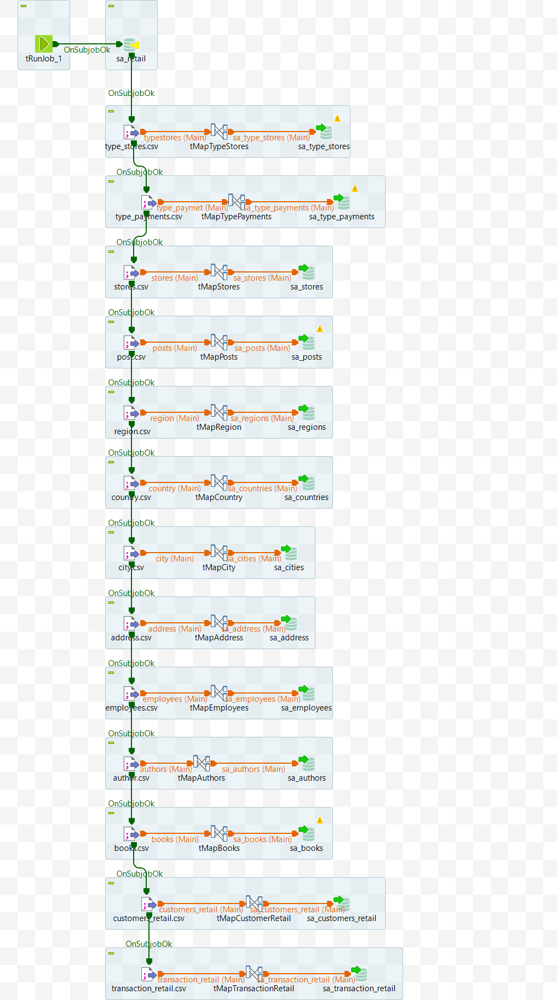 OnSubjobOk
tRunJob_1
sa_retail
OnSubjobOk
typestores (Main)
sa_type_stores (Main)
type_stores.csv
tMapTypeStores
sa_type_stores
OnSubjobOk
type_paymet (Main)
sa_type_payments (Main)
type_payments.csv
tMapTypePayments
sa_type_payments
OnSubjobOk
stores (Main)
sa_stores (Main)
stores.csv
tMapStores
sa_stores
OnSubjobOk
posts (Main)
sa_posts (Main)
post.csv
tMapPosts
sa_posts
OnSubjobOk
region (Main)
sa_regions (Main)
region.csv
tMapRegion
sa_regions
OnSubjobOk
country (Main)
sa_countries (Main)
country.csv
tMapCountry
sa_countries
OnSubjobOk
city (Main)
sa_cities (Main)
city.csv
tMapCity
sa_cities
OnSubjobOk
address (Main)
sa_address (Main)
address.csv
tMapAddress
sa_address
OnSubjobOk
employees (Main)
sa_employees (Main)
employees.csv
tMapEmployees
sa_employees
OnSubjobOk
authors (Main)
sa_authors (Main)
author.csv
tMapAuthors
sa_authors
OnSubjobOk
books (Main)
sa_books (Main)
books.csv
tMapBooks
sa_books
OnSubjobOk
customers_retail (Main)
sa_customers_retail (Main)
customers_retail.csv
tMapCustomerRetail
sa_customers_retail
OnSubjobOk
transaction_retail (Main)
sa_transaction_retail (Main)
transaction_retail.csv
tMapTransactionRetail
sa_transaction_retail